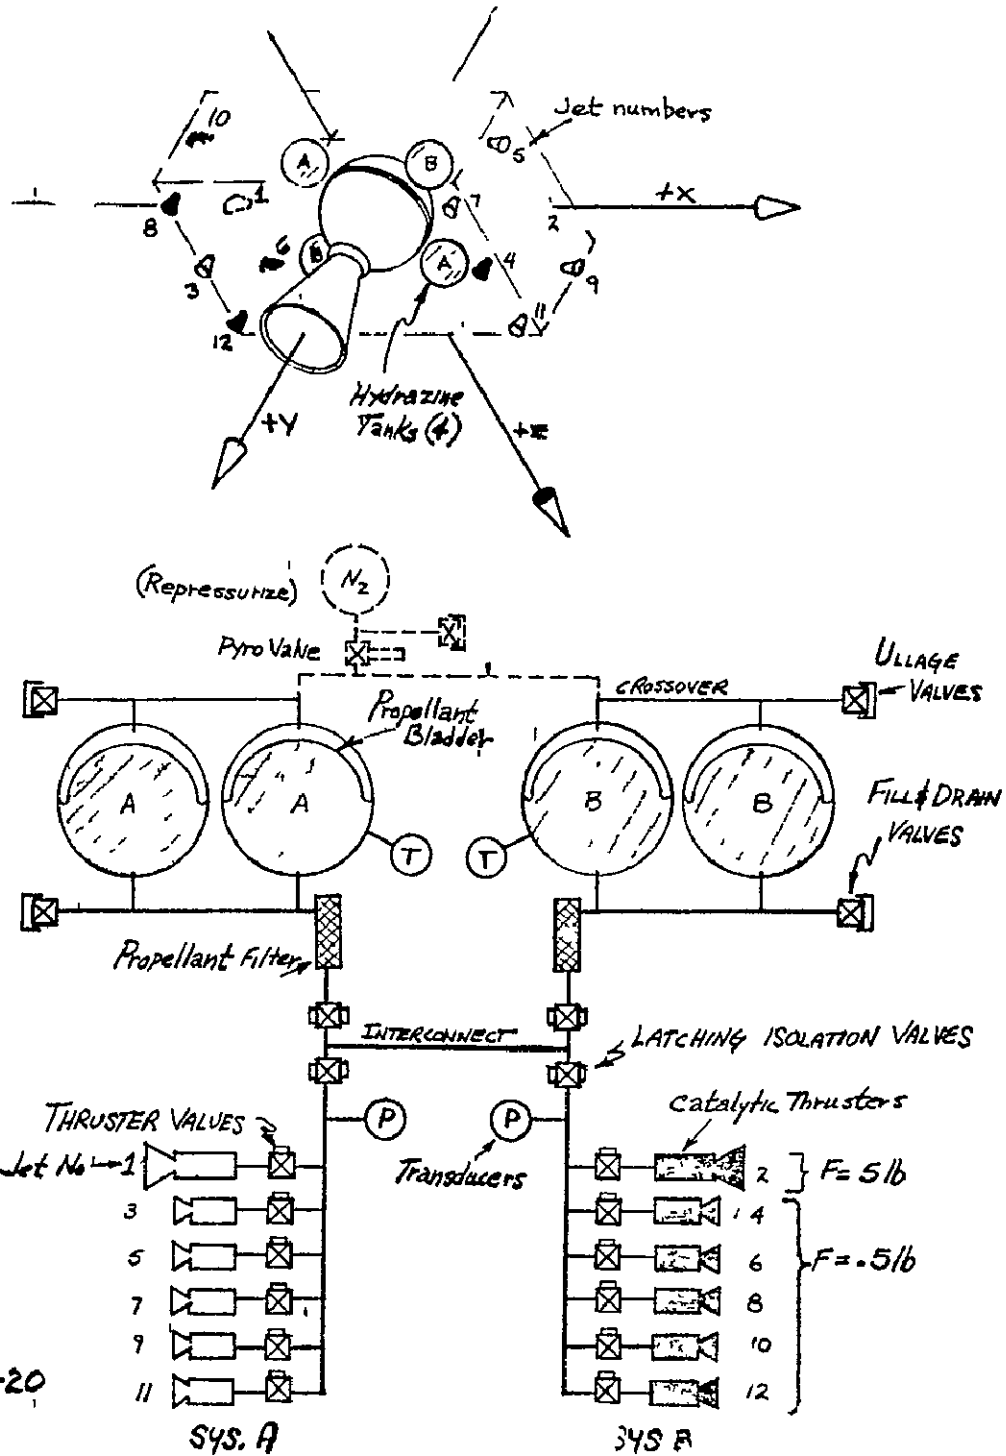 10
Jet numbers
A
B
5
1
7
+X
2
8
6
B
A
4
3
9
11
12
Hydrazine
Tanks (4)
+Y
+Z
(Repressurize)
N2
Pyro Valve
ULLAGE
VALVES
CROSSOVER
Propellant
Bladder
A
A
B
B
FILL & DRAIN
VALVES
T
T
Propellant Filter
INTERCONNECT
LATCHING ISOLATION VALVES
THRUSTER VALVES
P
P
Catalytic Thrusters
Jet No 1
Transducers
2
F= 5 lb
3
4
5
6
F= .5 lb
7
8
9
10
-20
11
12
SYS. A
SYS B